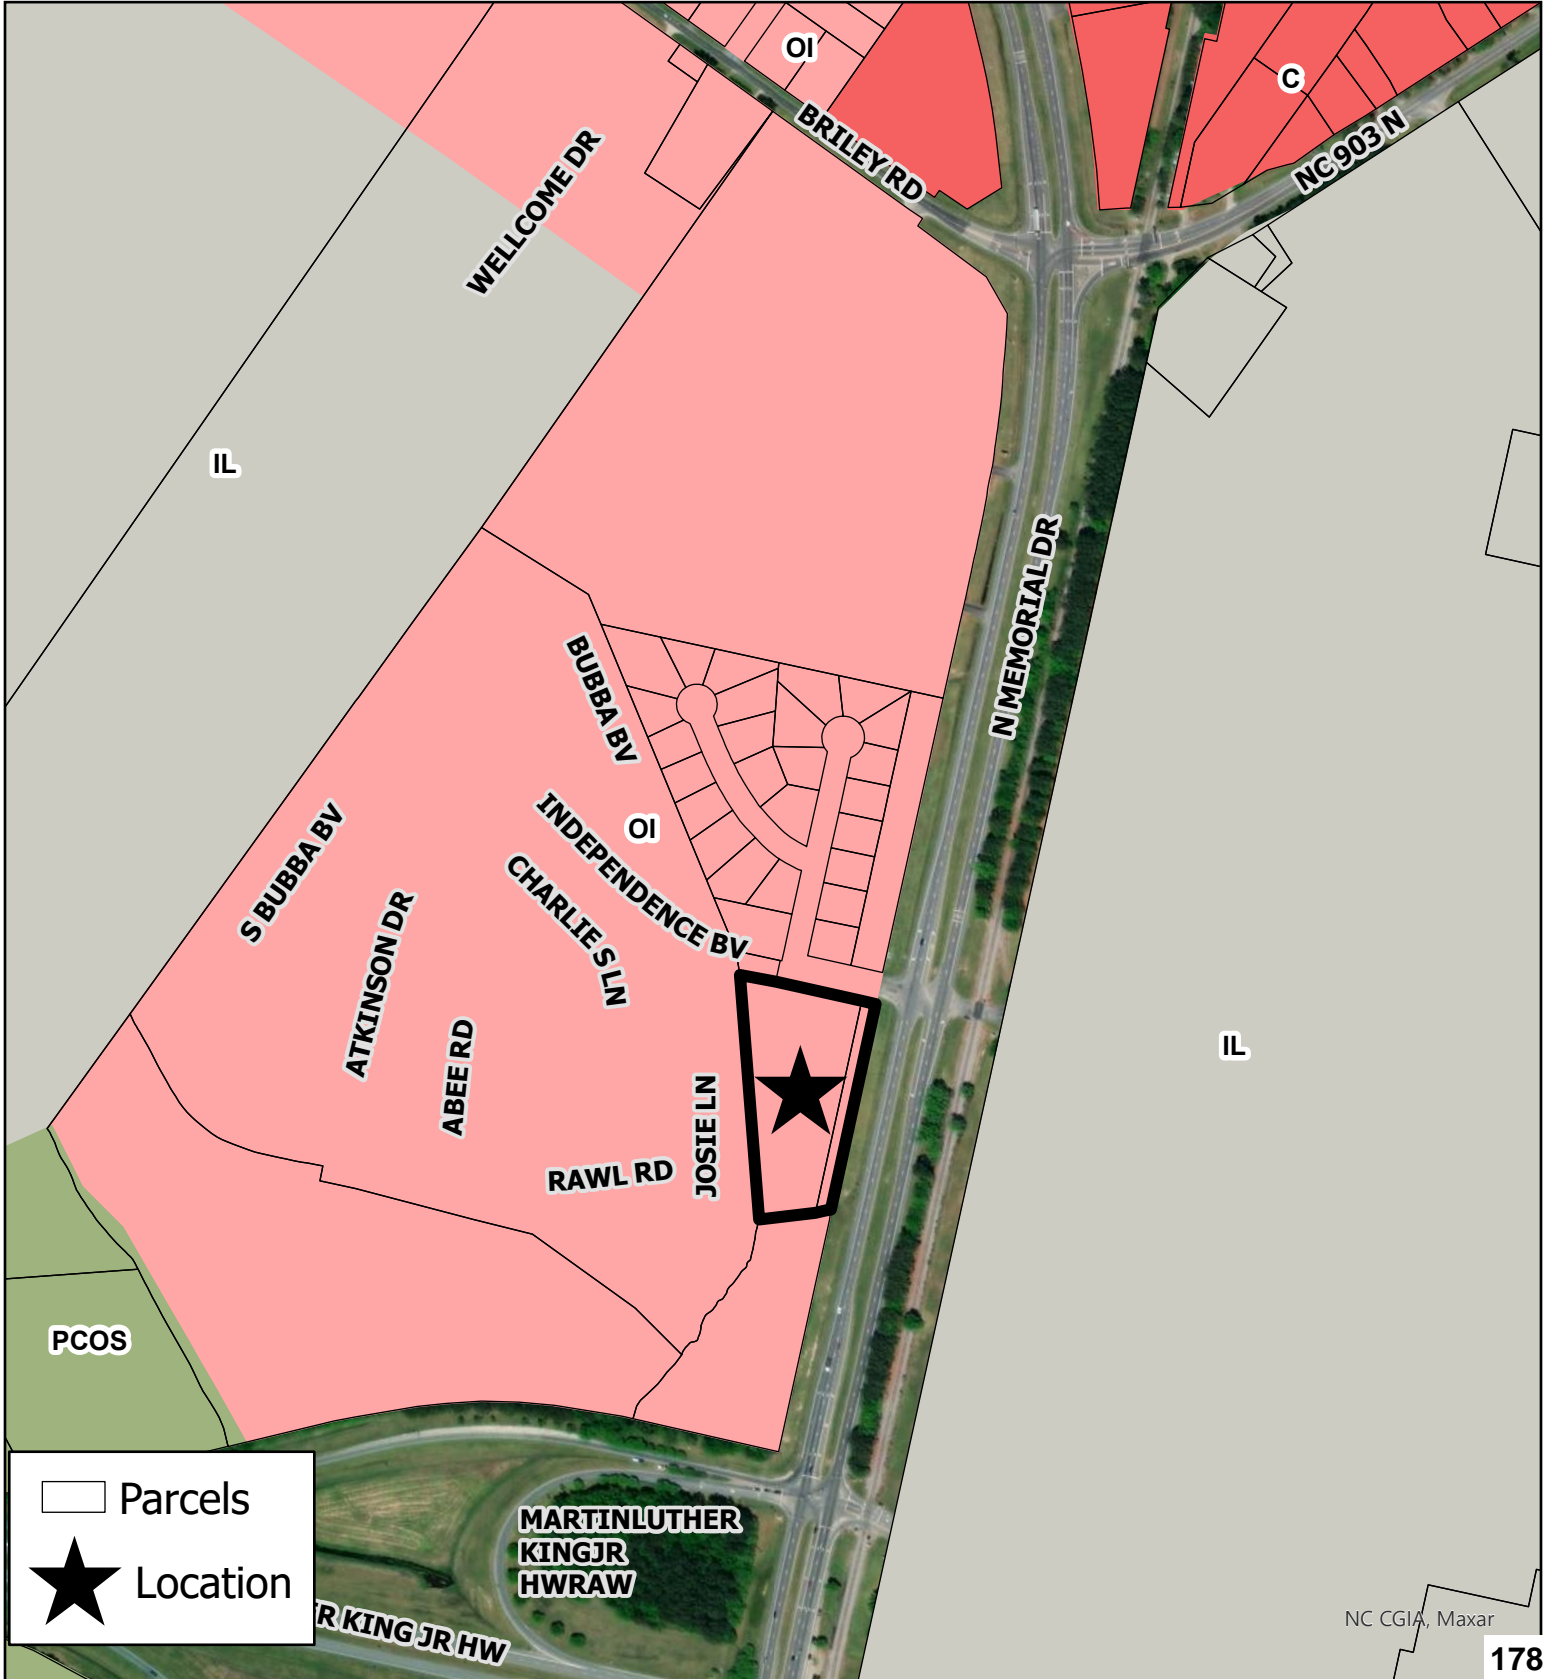 OI
C
BRILEY RD
NC 903 N
WELLCOME DR
IL
N MEMORIAL DR
BUBBA BV
INDEPENDENCE BV
OI
S BUBBA BV
CHARLIE S LN
ATKINSON DR
ABEE RD
JOSIE LN
RAWL RD
IL
PCOS
Parcels
Location
MARTINLUTHER
KINGJR
HWRAW
KING JR HW
NC CGIA, Maxar
178